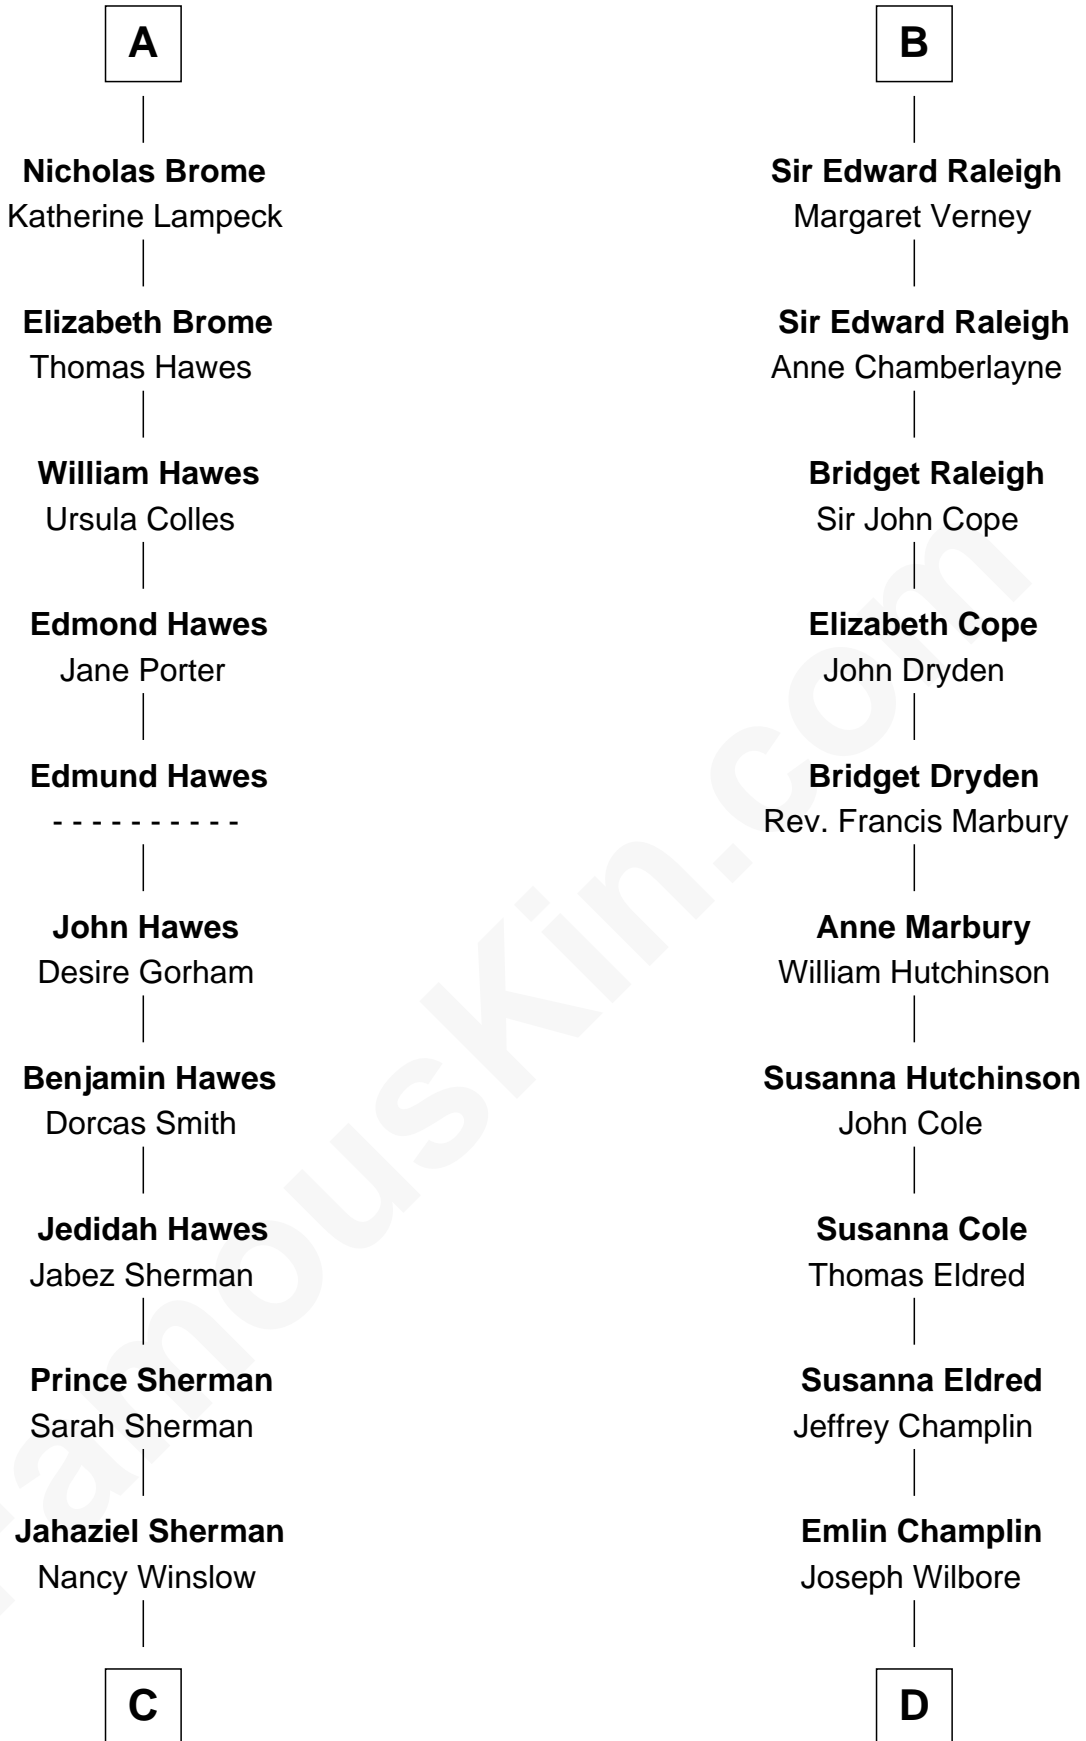 A
Nicholas Brome
Katherine Lampeck
Elizabeth Brome
Thomas Hawes
William Hawes
Ursula Colles
Edmond Hawes
Jane Porter
Edmund Hawes
- - - - - - - - - -
John Hawes
Desire Gorham
Benjamin Hawes
Dorcas Smith
Jedidah Hawes
Jabez Sherman
Prince Sherman
Sarah Sherman
Jahaziel Sherman
Nancy Winslow
C
B
Sir Edward Raleigh
Margaret Verney
Sir Edward Raleigh
Anne Chamberlayne
Bridget Raleigh
Sir John Cope
Elizabeth Cope
John Dryden
Bridget Dryden
Rev. Francis Marbury
Anne Marbury
William Hutchinson
Susanna Hutchinson
John Cole
Susanna Cole
Thomas Eldred
Susanna Eldred
Jeffrey Champlin
Emlin Champlin
Joseph Wilbore
D
FamousKin.com